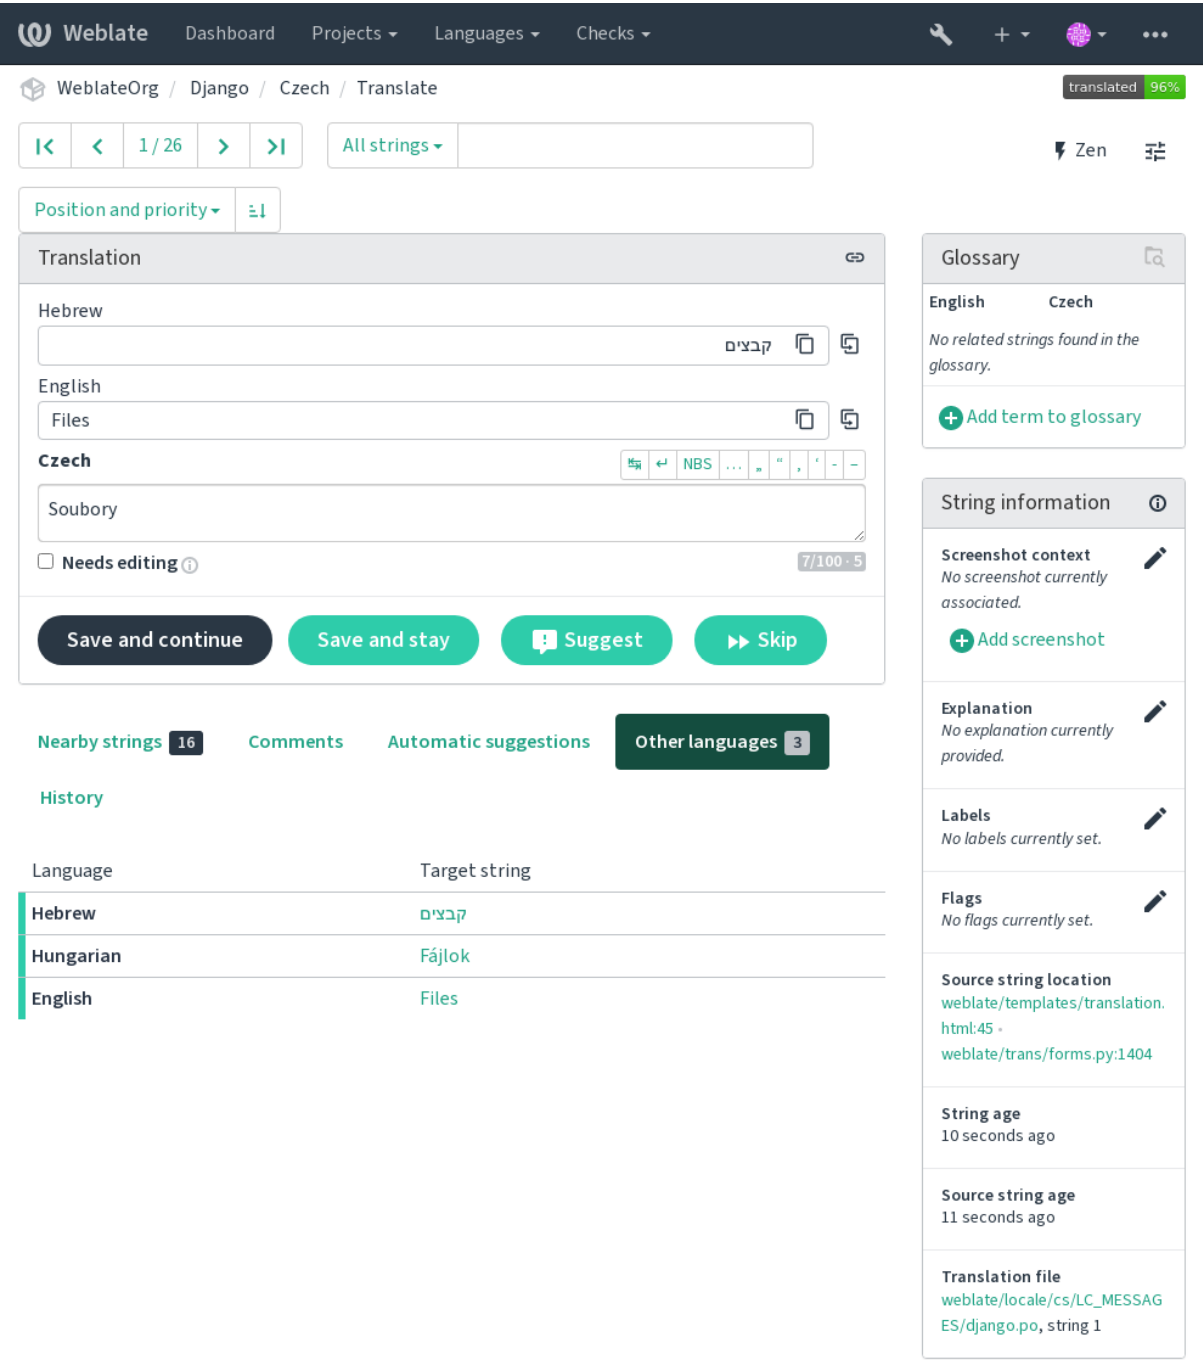 Weblate Dashboard Projects Languages Checks
WeblateOrg / Django / Czech / Translate
translated 96%
1 / 26
All strings
Zen
Position and priority
Translation
Hebrew
קבצים
English
Files
Czech
NBS … „ “ ‚ ‘ - –
Soubory
Needs editing
7/100 · 5
Save and continue Save and stay Suggest Skip
Nearby strings 16 Comments Automatic suggestions Other languages 3
History
Language Target string
Hebrew קבצים
Hungarian Fájlok
English Files
Glossary
English Czech
No related strings found in the
glossary.
Add term to glossary
String information
Screenshot context
No screenshot currently
associated.
Add screenshot
Explanation
No explanation currently
provided.
Labels
No labels currently set.
Flags
No flags currently set.
Source string location
weblate/templates/translation.
html:45 •
weblate/trans/forms.py:1404
String age
10 seconds ago
Source string age
11 seconds ago
Translation file
weblate/locale/cs/LC_MESSAG
ES/django.po, string 1